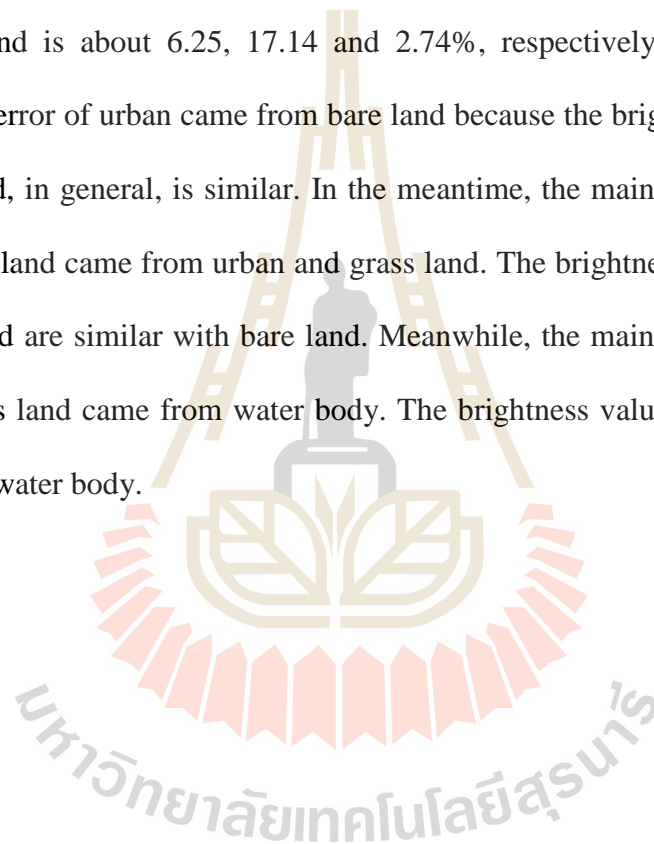 nd is about 6.25, 17.14 and 2.74%, respectively
error of urban came from bare land because the brig
d, in general, is similar. In the meantime, the main
land came from urban and grass land. The brightne
d are similar with bare land. Meanwhile, the main
s land came from water body. The brightness valu
water body.
มหาวิทยาลัยเทคโนโลยีสุรนารี